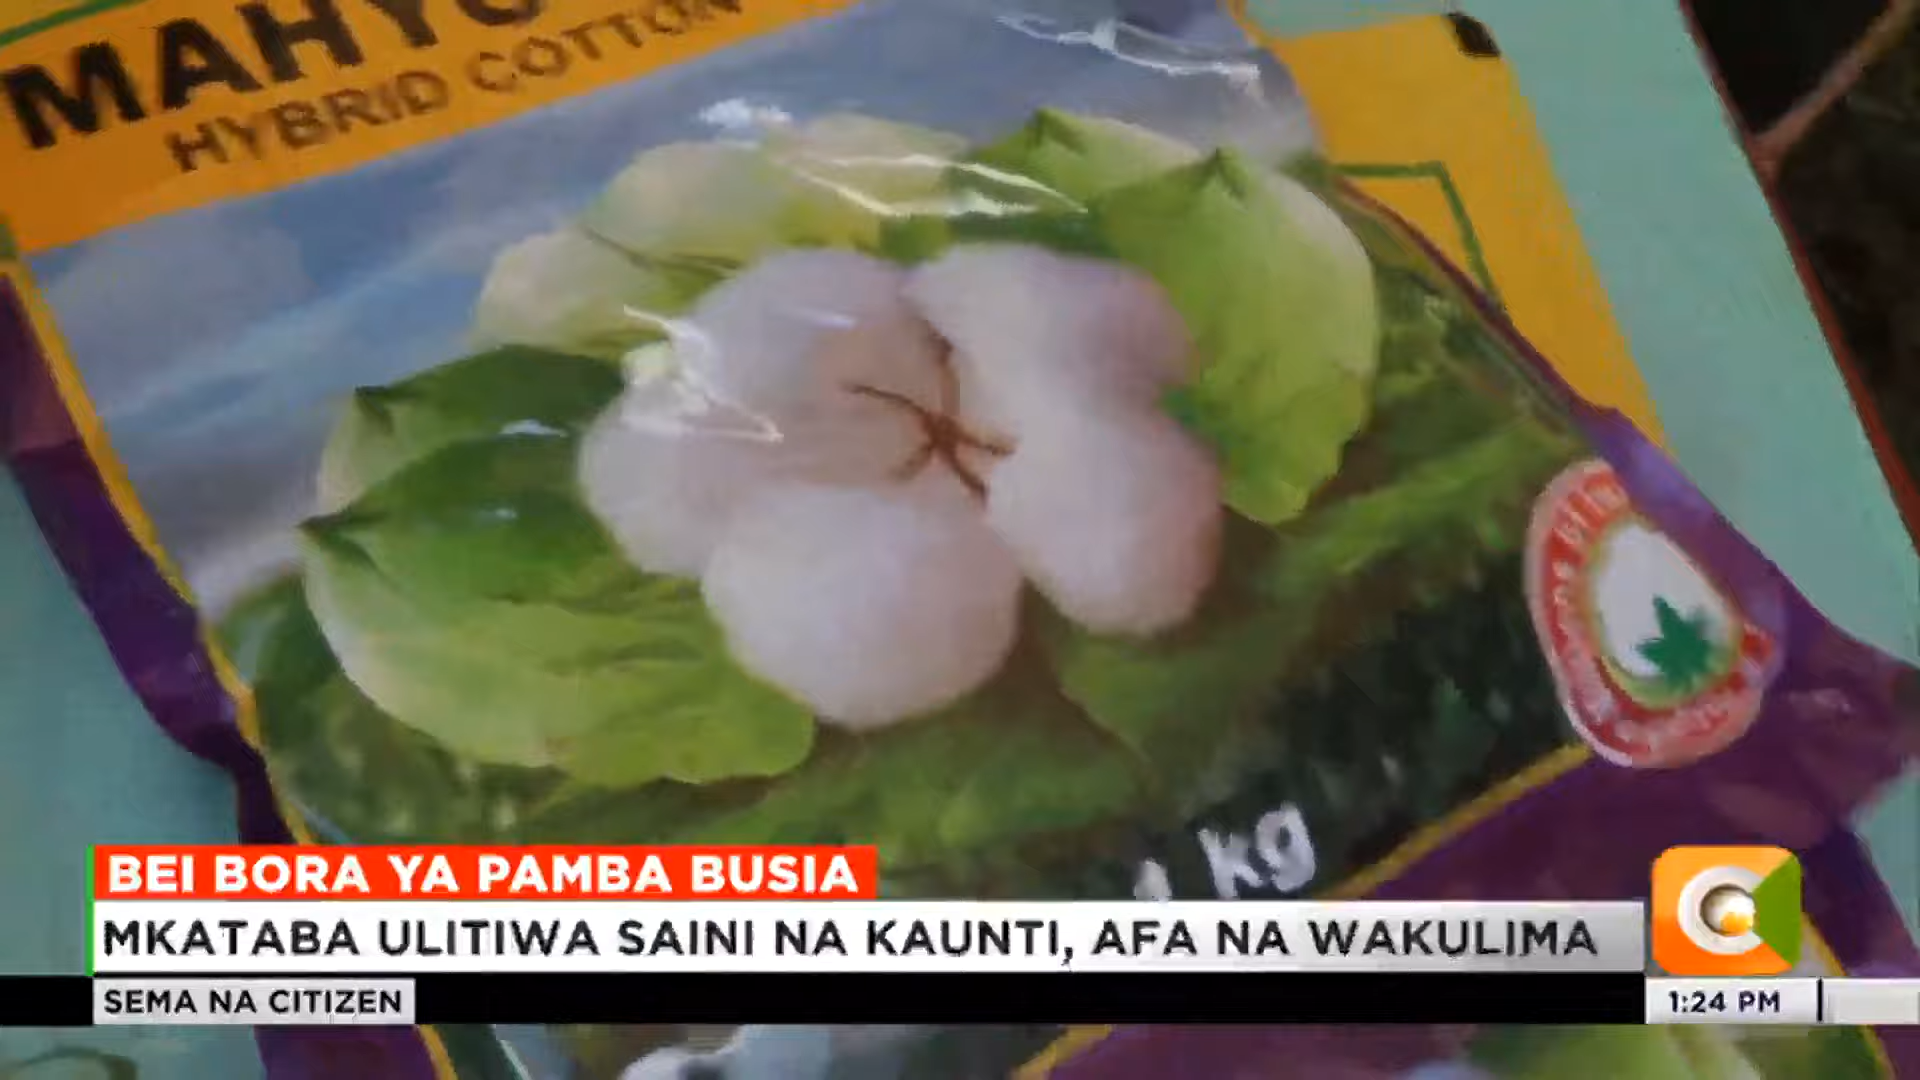 MAHYCO
HYBRID COTTON
kg
BEI BORA YA PAMBA BUSIA
MKATABA ULITIWA SAINI NA KAUNTI, AFA NA WAKULIMA
SEMA NA CITIZEN
1:24 PM